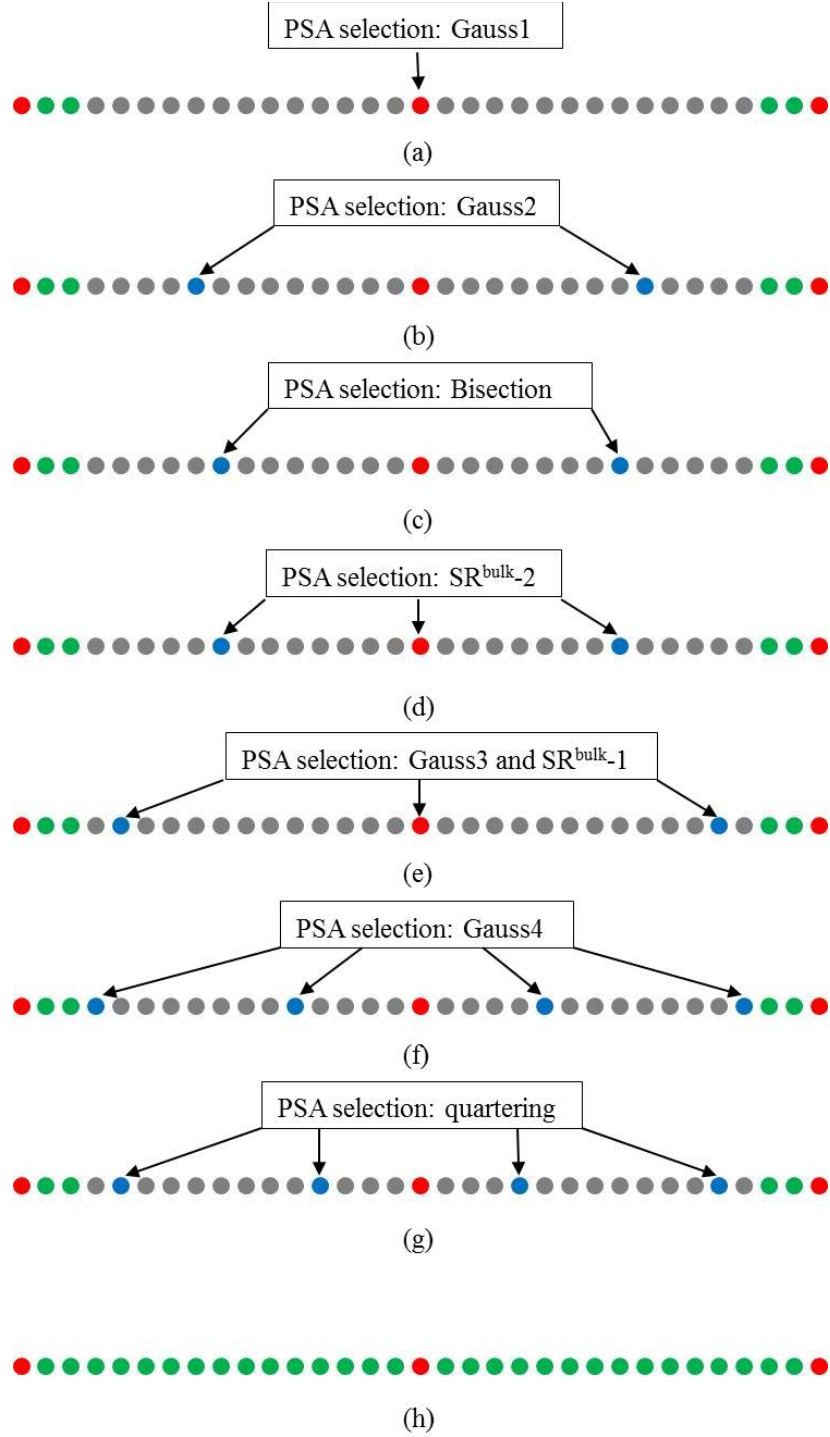 PSA selection: Gauss1
(a)
PSA selection: Gauss2
(b)
PSA selection: Bisection
(c)
PSA selection: SRbulk-2
(d)
PSA selection: Gauss3 and SRbulk-1
(e)
PSA selection: Gauss4
(f)
PSA selection: quartering
(g)
(h)